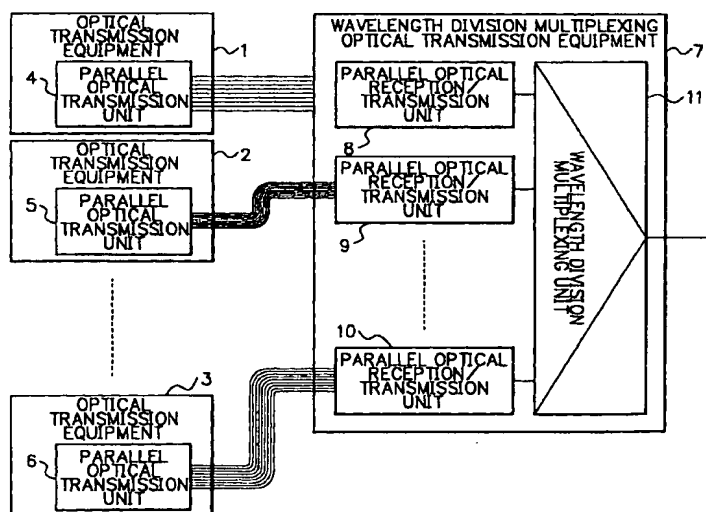 OPTICAL
TRANSMISSION
EQUIPMENT
1
4
PARALLEL
OPTICAL
TRANSMISSION
UNIT
OPTICAL
TRANSMISSION
EQUIPMENT
2
5
PARALLEL
OPTICAL
TRANSMISSION
UNIT
3
OPTICAL
TRANSMISSION
EQUIPMENT
6
PARALLEL
OPTICAL
TRANSMISSION
UNIT
WAVELENGTH DIVISION MULTIPLEXING
OPTICAL TRANSMISSION EQUIPMENT
7
PARALLEL OPTICAL
RECEPTION/
TRANSMISSION
UNIT
8
PARALLEL OPTICAL
RECEPTION/
TRANSMISSION
UNIT
9
10
PARALLEL OPTICAL
RECEPTION/
TRANSMISSION
UNIT
11
WAVELENGTH DIVISION
MULTIPLEXING UNIT